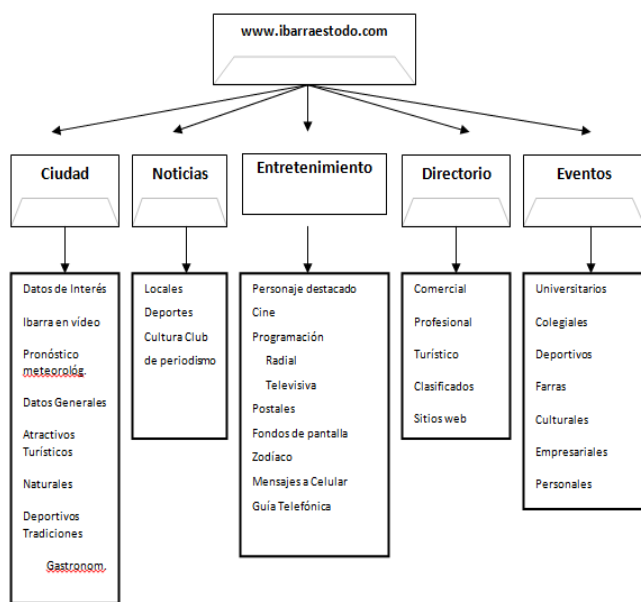 www.ibarraestodo.com
Ciudad
Noticias
Entretenimiento
Directorio
Eventos
Datos de Interés
Ibarra en vídeo
Pronóstico
meteorológ.
Datos Generales
Atractivos
Turísticos
Naturales
Deportivos
Tradiciones
Gastronom.
Locales
Deportes
Cultura Club
de periodismo
Personaje destacado
Cine
Programación
Radial
Televisiva
Postales
Fondos de pantalla
Zodíaco
Mensajes a Celular
Guía Telefónica
Comercial
Profesional
Turístico
Clasificados
Sitios web
Universitarios
Colegiales
Deportivos
Farras
Culturales
Empresariales
Personales